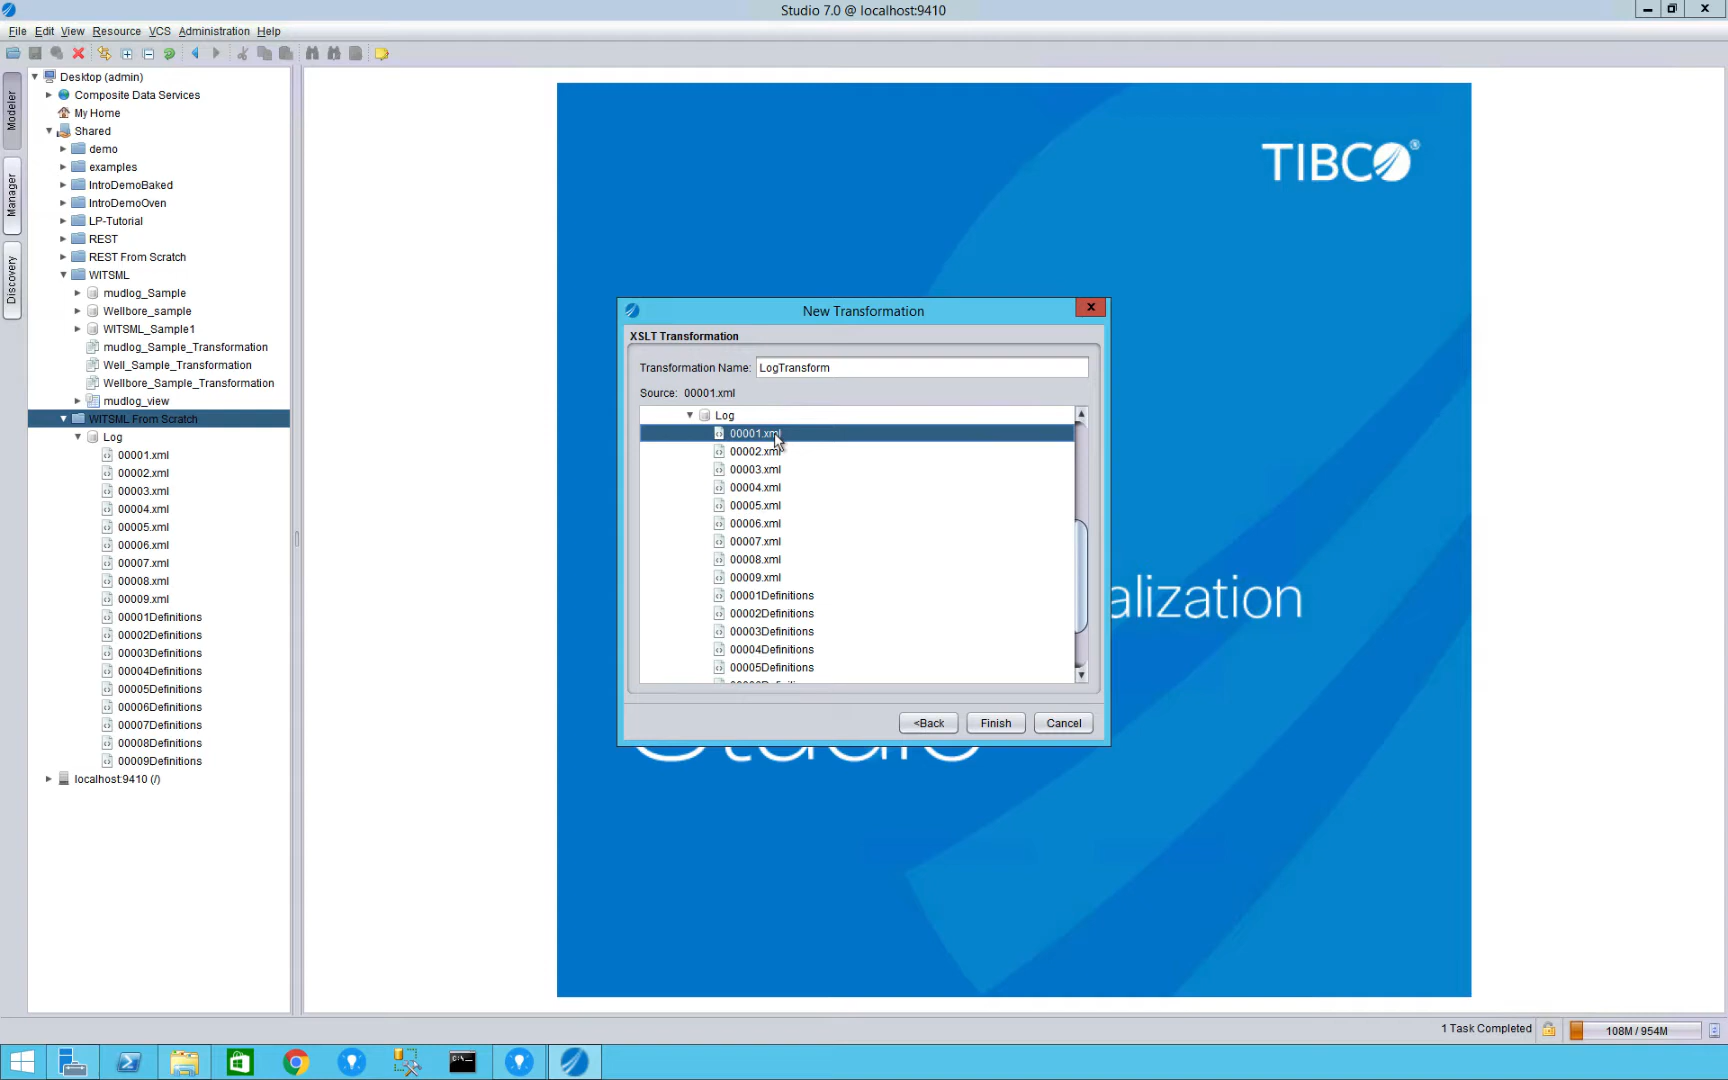 Studio 7.0 @ localhost:9410
File Edit View Resource VCS Administration Help
Modeler
Manager
Discovery
Desktop (admin)
Composite Data Services
My Home
Shared
demo
examples
IntroDemoBaked
IntroDemoOven
LP-Tutorial
REST
REST From Scratch
WITSML
mudlog_Sample
Wellbore_sample
WITSML_Sample1
mudlog_Sample_Transformation
Well_Sample_Transformation
Wellbore_Sample_Transformation
mudlog_view
WITSML From Scratch
Log
00001.xml
00002.xml
00003.xml
00004.xml
00005.xml
00006.xml
00007.xml
00008.xml
00009.xml
00001Definitions
00002Definitions
00003Definitions
00004Definitions
00005Definitions
00006Definitions
00007Definitions
00008Definitions
00009Definitions
localhost:9410 (/)
TIBCO®
alization
Studio
New Transformation
XSLT Transformation
Transformation Name: LogTransform
Source: 00001.xml
Log
00001.xml
00002.xml
00003.xml
00004.xml
00005.xml
00006.xml
00007.xml
00008.xml
00009.xml
00001Definitions
00002Definitions
00003Definitions
00004Definitions
00005Definitions
<Back Finish Cancel
1 Task Completed
108M / 954M